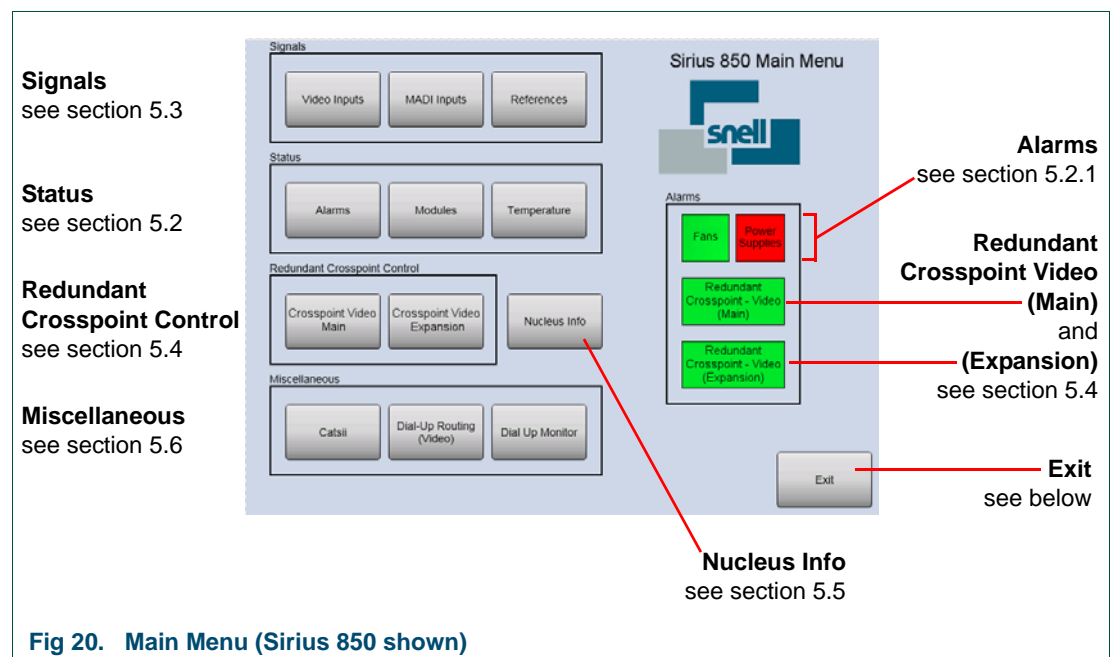 Signals
see section 5.3
Status
see section 5.2
Redundant
Crosspoint Control
see section 5.4
Miscellaneous
see section 5.6
Signals
Video Inputs
MADI Inputs
References
Status
Alarms
Modules
Temperature
Redundant Crosspoint Control
Crosspoint Video
Main
Crosspoint Video
Expansion
Nucleus Info
Miscellaneous
Catsii
Dial-Up Routing
(Video)
Dial Up Monitor
Sirius 850 Main Menu
snell
Alarms
Fans
Power
Supplies
Redundant
Crosspoint - Video
(Main)
Redundant
Crosspoint - Video
(Expansion)
Exit
Alarms
see section 5.2.1
Redundant
Crosspoint Video
(Main)
and
(Expansion)
see section 5.4
Exit
see below
Nucleus Info
see section 5.5
Fig 20. Main Menu (Sirius 850 shown)